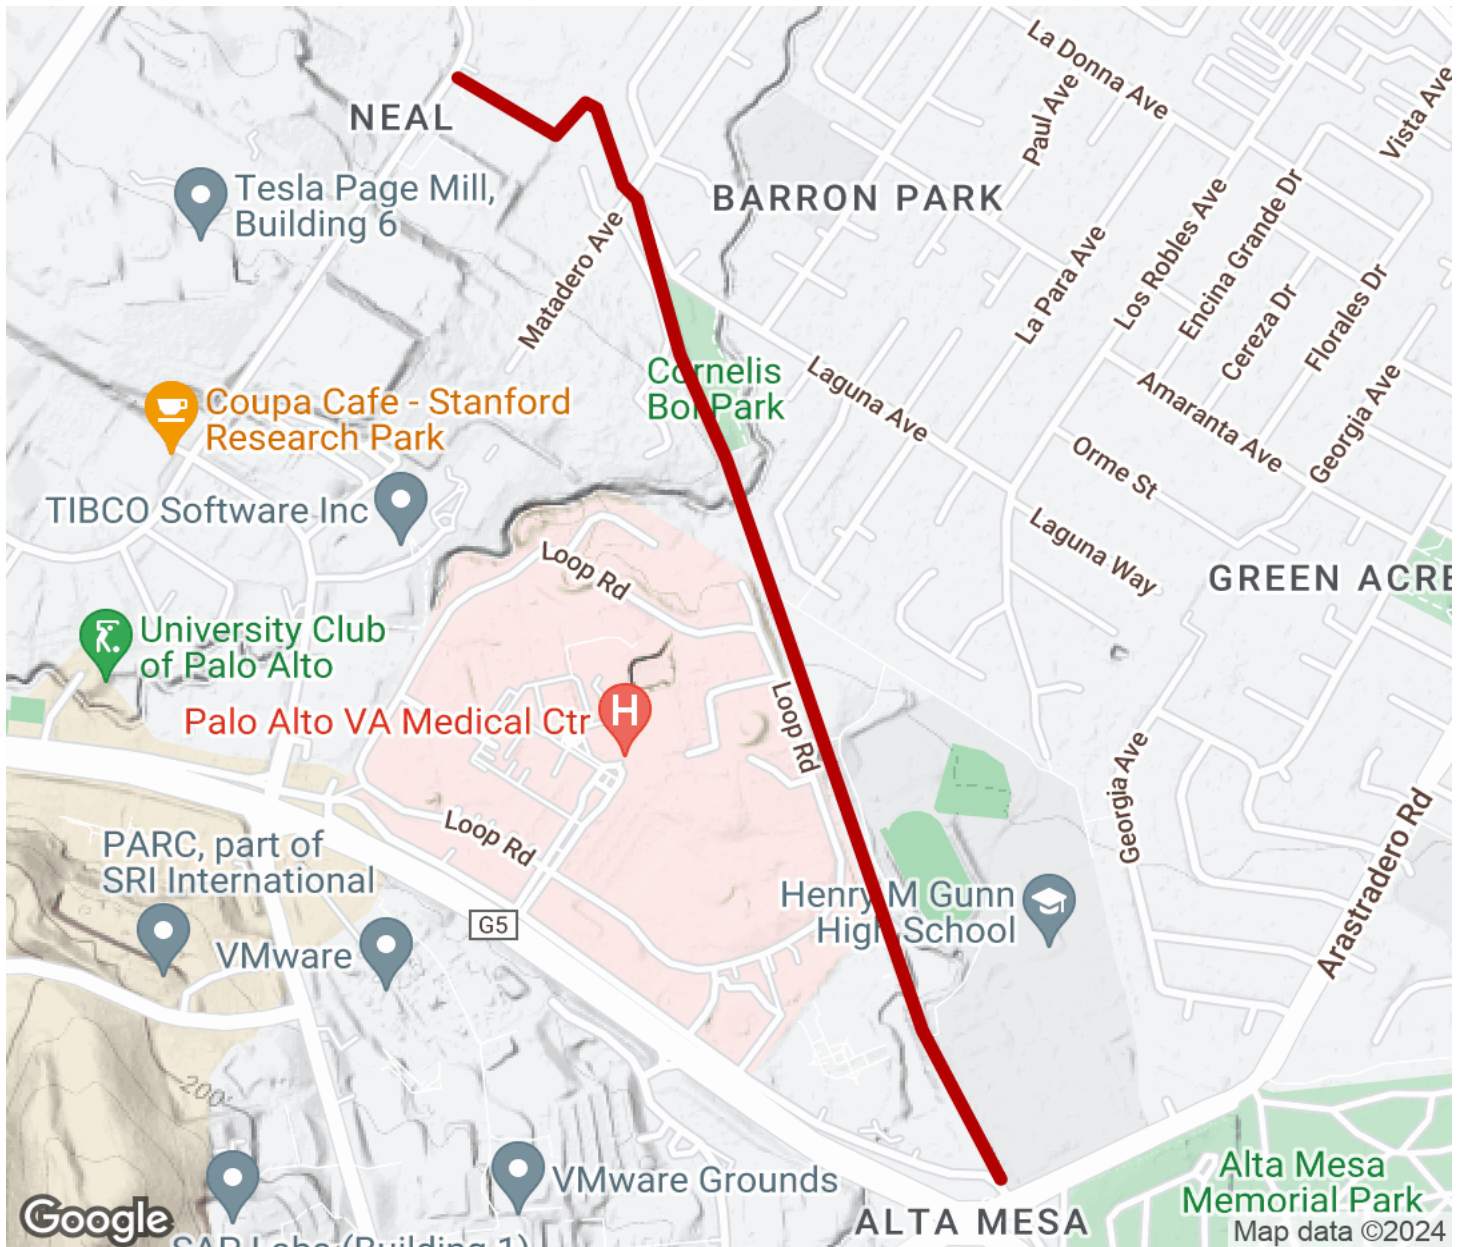 La Donna Ave
Paul Ave
Vista Ave
NEAL
Tesla Page Mill,
Building 6
BARRON PARK
Matadero Ave
La Para Ave
Los Robles Ave
Encina Grande Dr
Cereza Dr
Florales Dr
Cornelis
Bol Park
Laguna Ave
Amaranta Ave
Georgia Ave
Coupa Cafe - Stanford
Research Park
Orme St
TIBCO Software Inc
Laguna Way
Loop Rd
GREEN ACRE
University Club
of Palo Alto
Palo Alto VA Medical Ctr
H
Loop Rd
Georgia Ave
Arastradero Rd
Loop Rd
PARC, part of
SRI International
G5
Henry M Gunn
High School
VMware
200
VMware Grounds
Alta Mesa
Memorial Park
ALTA MESA
Google
SAP Labs (Building 1)
Map data ©2024